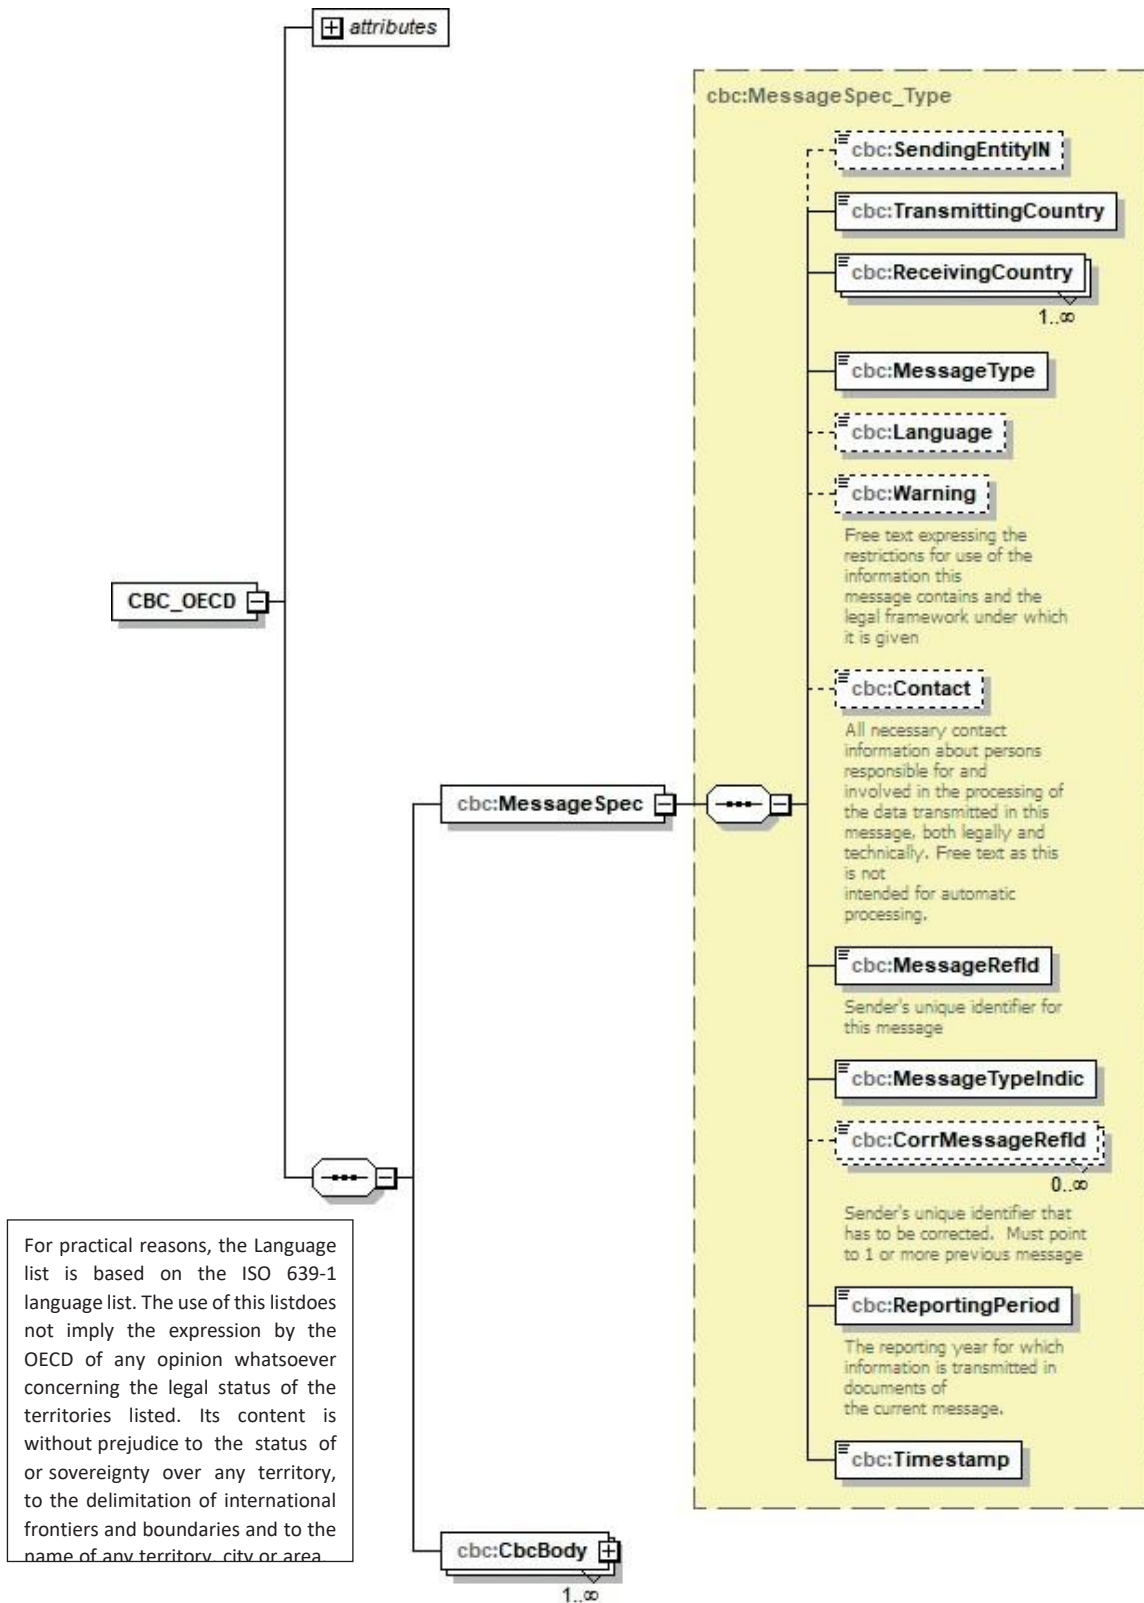 attributes
cbc:MessageSpec_Type
cbc:SendingEntityIN
cbc:TransmittingCountry
cbc:ReceivingCountry
1..∞
cbc:MessageType
cbc:Language
cbc:Warning
Free text expressing the
restrictions for use of the
information this
message contains and the
legal framework under which
it is given
CBC_OECD
cbc:Contact
All necessary contact
information about persons
responsible for and
involved in the processing of
the data transmitted in this
message, both legally and
technically. Free text as this
is not
intended for automatic
processing.
cbc:MessageSpec
cbc:MessageRefId
Sender's unique identifier for
this message
cbc:MessageTypeIndic
cbc:CorrMessageRefId
0..∞
Sender's unique identifier that
has to be corrected.  Must point
to 1 or more previous message
cbc:ReportingPeriod
The reporting year for which
information is transmitted in
documents of
the current message.
cbc:Timestamp
For practical reasons, the Language
list is based on the ISO 639-1
language list. The use of this listdoes
not imply the expression by the
OECD of any opinion whatsoever
concerning the legal status of the
territories listed. Its content is
without prejudice to the status of
or sovereignty over any territory,
to the delimitation of international
frontiers and boundaries and to the
name of any territory, city or area.
cbc:CbcBody
1..∞